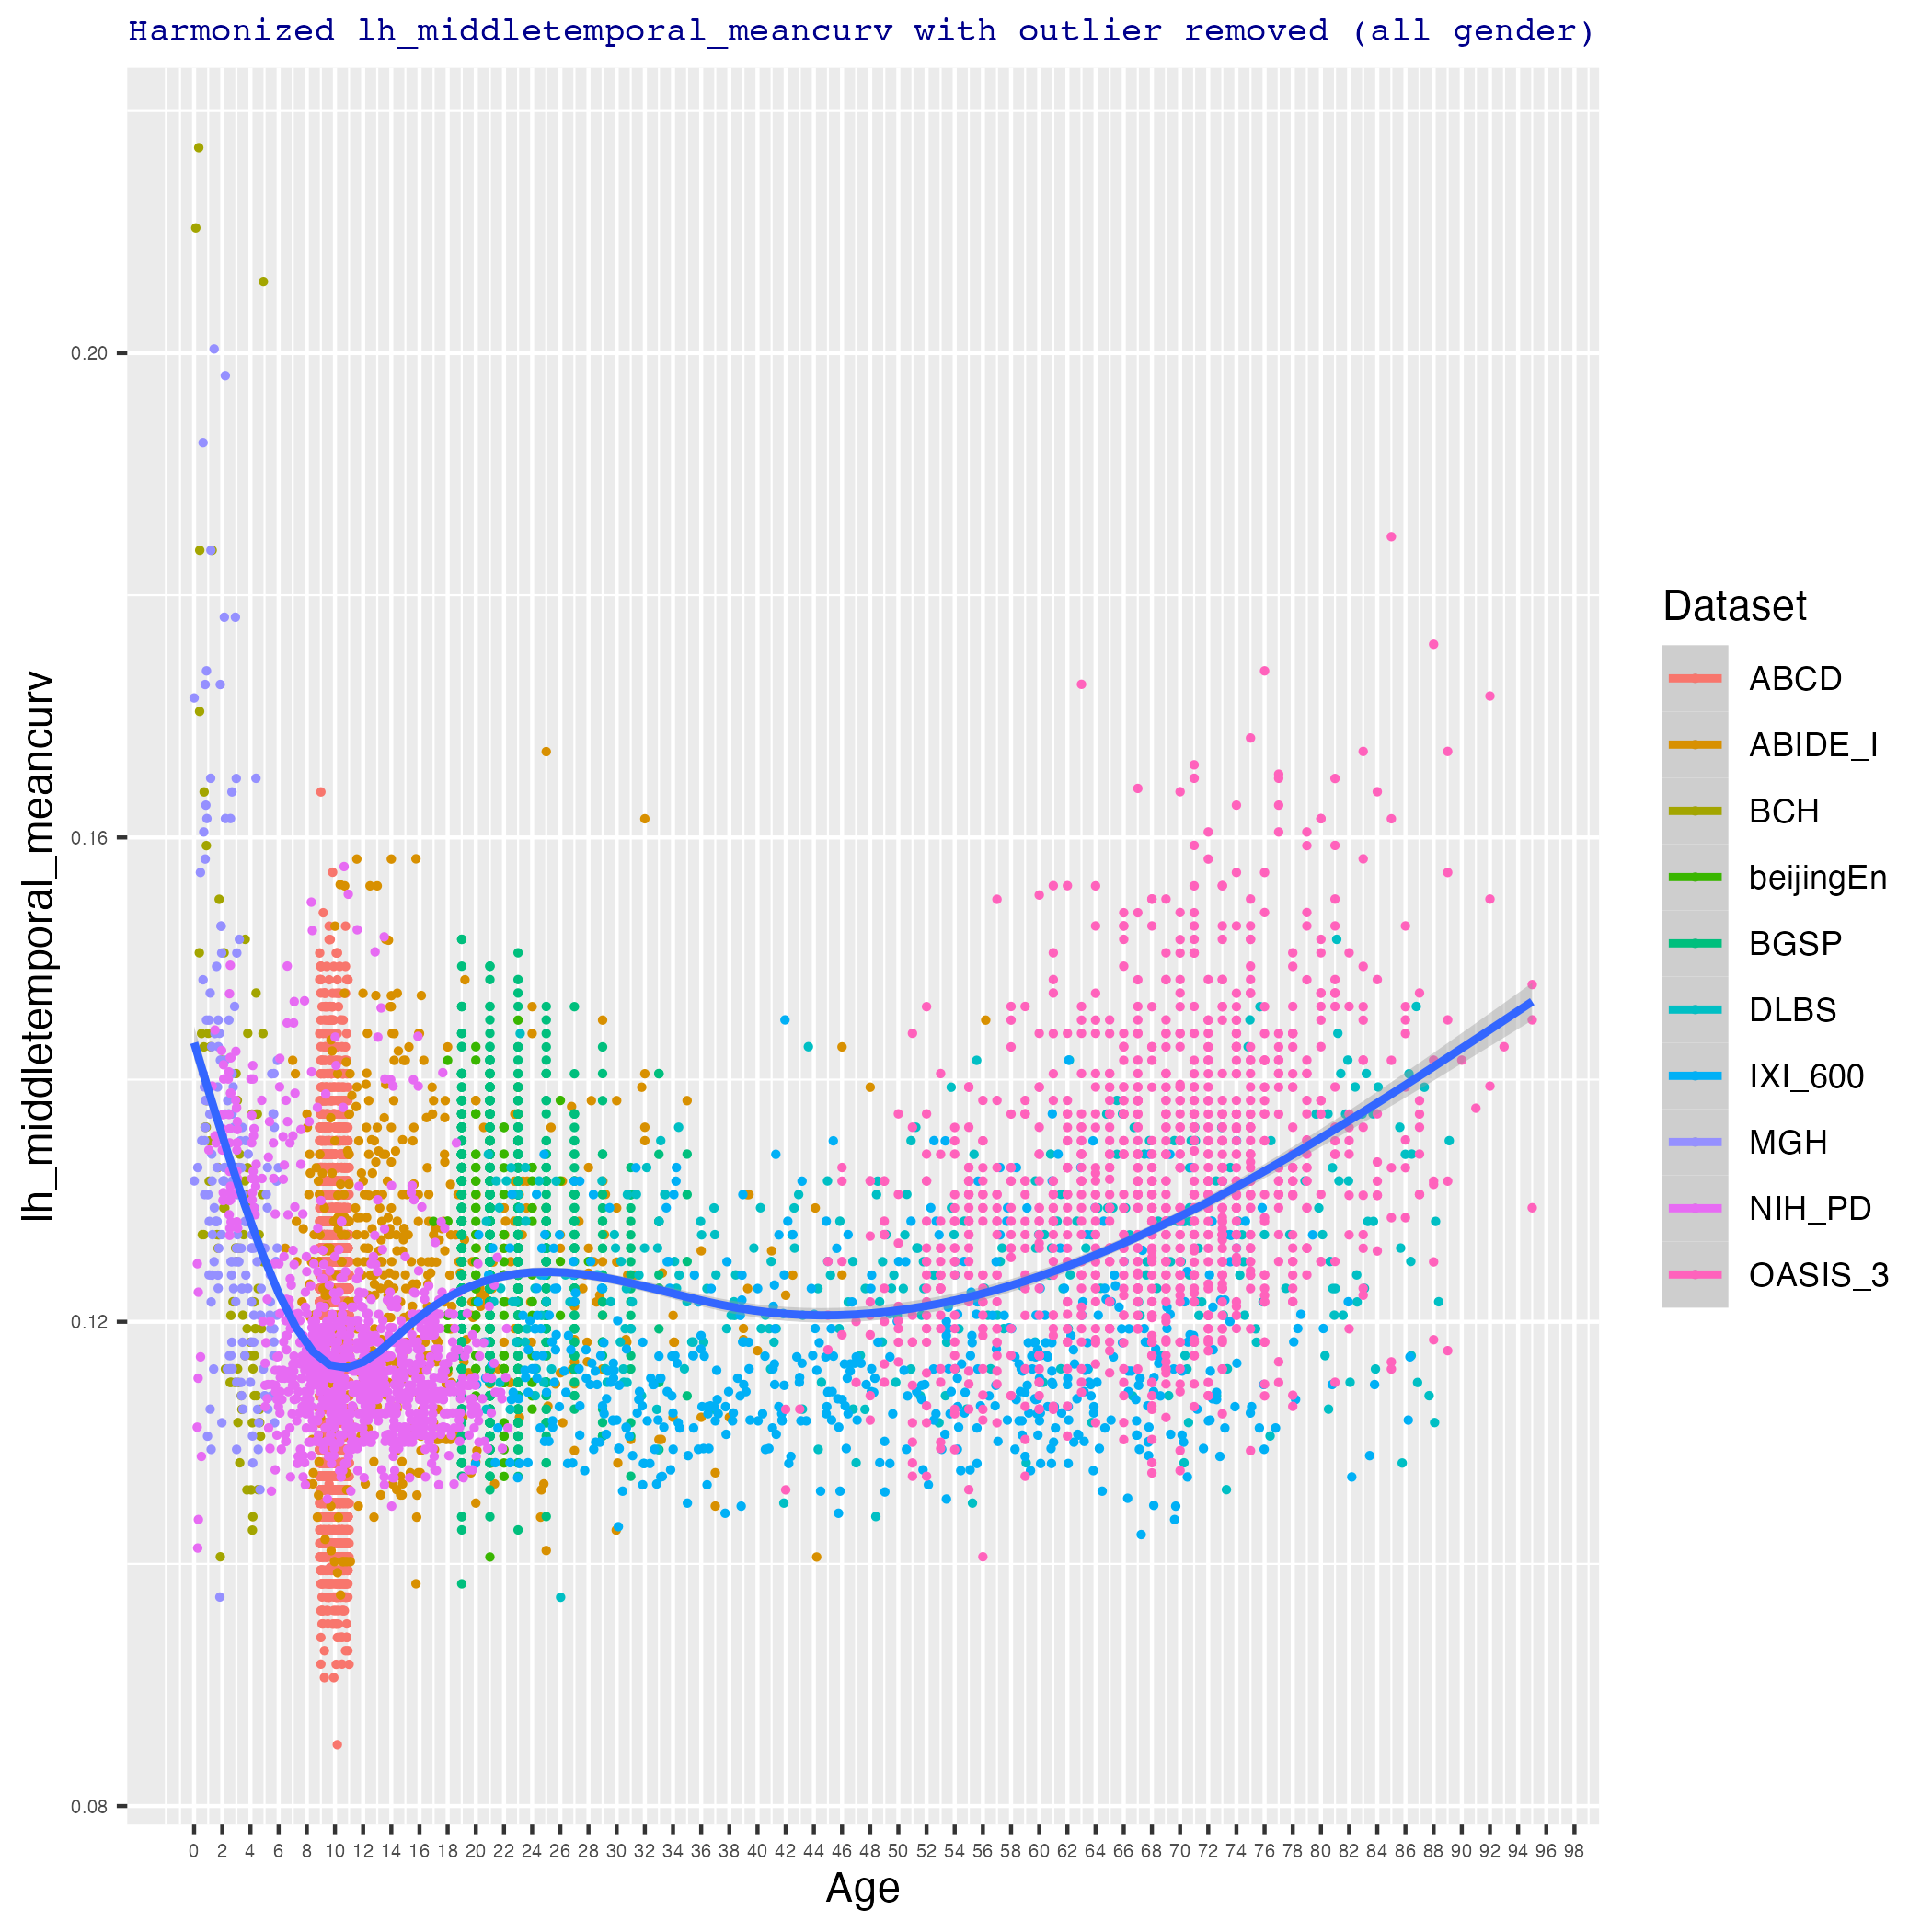 Harmonized lh_middletemporal_meancurv with outlier removed (all gender)
lh_middletemporal_meancurv
0.20
0.16
0.12
0.08
0 2 4 6 8 10 12 14 16 18 20 22 24 26 28 30 32 34 36 38 40 42 44 46 48 50 52 54 56 58 60 62 64 66 68 70 72 74 76 78 80 82 84 86 88 90 92 94 96 98
Age
Dataset
ABCD
ABIDE_I
BCH
beijingEn
BGSP
DLBS
IXI_600
MGH
NIH_PD
OASIS_3